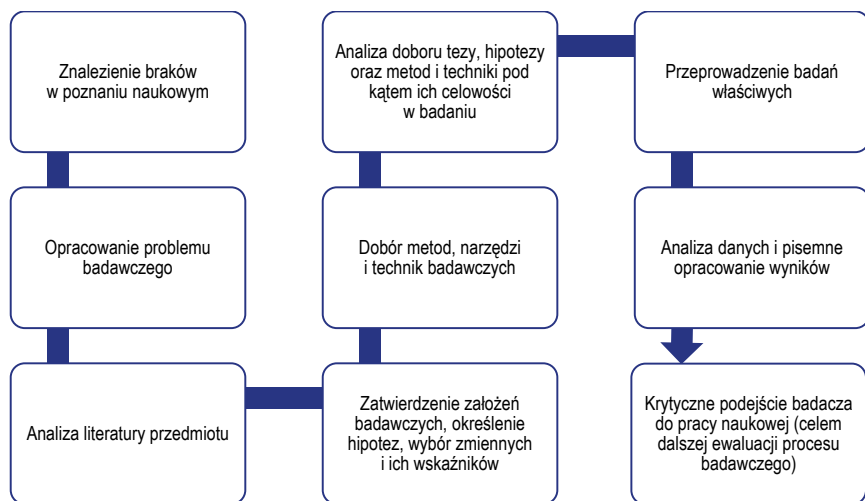 Znalezienie braków
w poznaniu naukowym
Opracowanie problemu
badawczego
Analiza literatury przedmiotu
Zatwierdzenie założeń
badawczych, określenie
hipotez, wybór zmiennych
i ich wskaźników
Dobór metod, narzędzi
i technik badawczych
Analiza doboru tezy, hipotezy
oraz metod i techniki pod
kątem ich celowości
w badaniu
Przeprowadzenie badań
właściwych
Analiza danych i pisemne
opracowanie wyników
Krytyczne podejście badacza
do pracy naukowej (celem
dalszej ewaluacji procesu
badawczego)